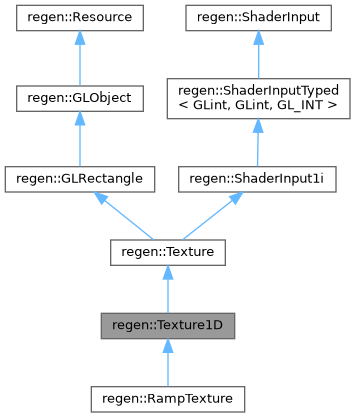 regen::Resource
regen::ShaderInput
regen::GLObject
regen::ShaderInputTyped
< GLint, GLint, GL_INT >
regen::GLRectangle
regen::ShaderInput1i
regen::Texture
regen::Texture1D
regen::RampTexture